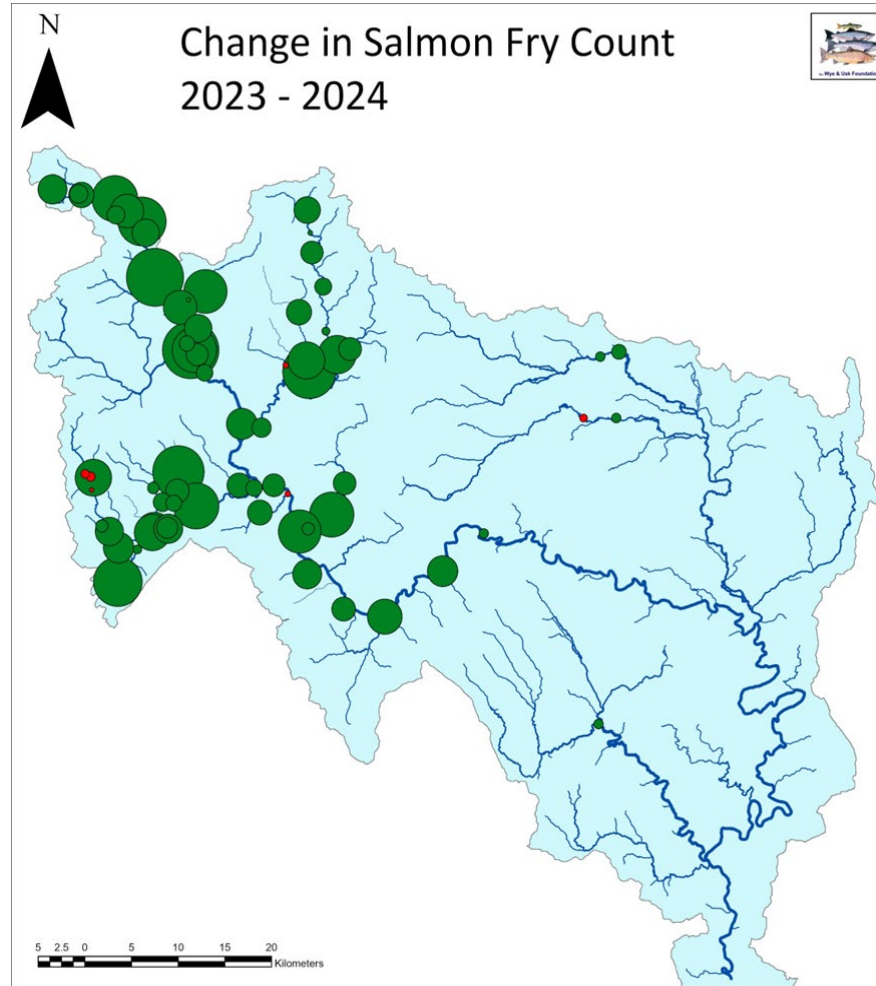 N
Change in Salmon Fry Count
2023 - 2024
The Wye & Usk Foundation
5 2.5 0 5 10 15 20
Kilometers